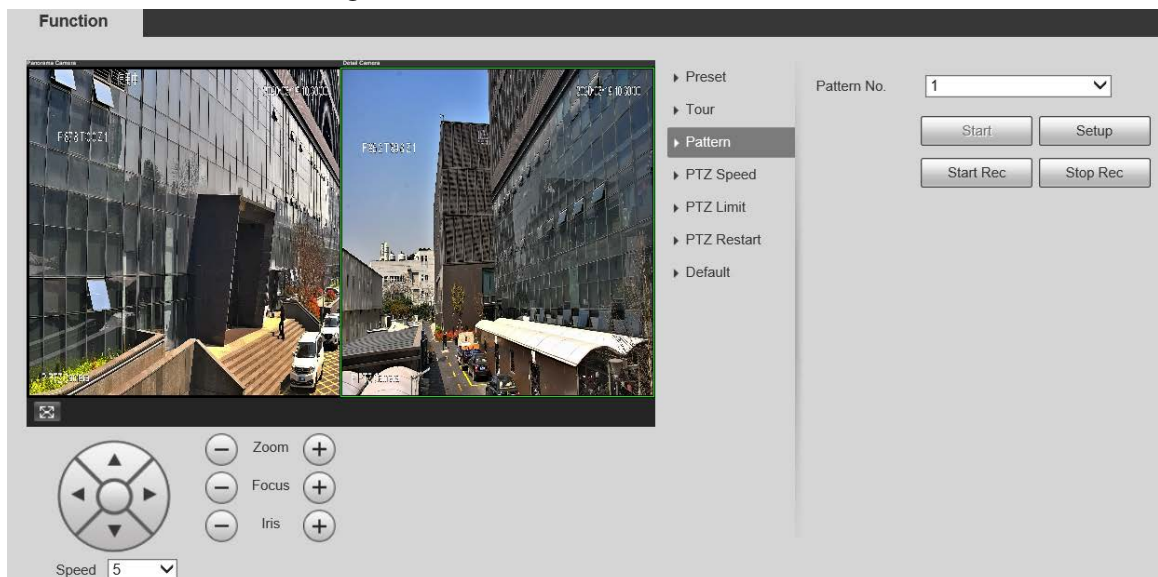 Function
Panorama Camera
Detail Camera
Preset
Tour
Pattern
PTZ Speed
PTZ Limit
PTZ Restart
Default
Pattern No.
1
Start
Setup
Start Rec
Stop Rec
Zoom
Focus
Iris
Speed
5